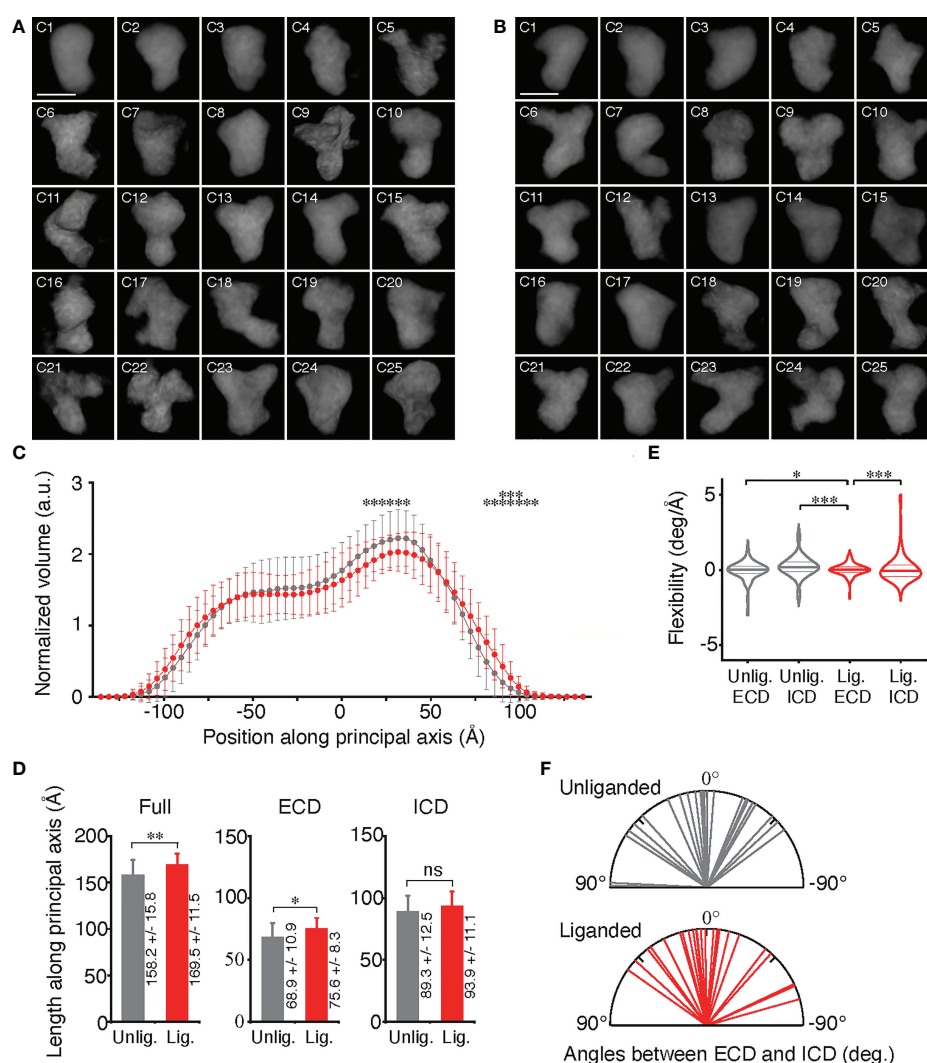 A
C1 C2 C3 C4 C5
C6 C7 C8 C9 C10
C11 C12 C13 C14 C15
C16 C17 C18 C19 C20
C21 C22 C23 C24 C25
B
C1 C2 C3 C4 C5
C6 C7 C8 C9 C10
C11 C12 C13 C14 C15
C16 C17 C18 C19 C20
C21 C22 C23 C24 C25
C
Normalized volume (a.u.)
3
2
1
0
***
****** *******
-100 -50 0 50 100
Position along principal axis (Å)
E
Flexibility (deg/Å)
5
0
-5
* ***
***
Unlig. Unlig. Lig. Lig.
ECD ICD ECD ICD
D
Length along principal axis (Å)
Full
200
150
100
50
0
**
158.2 +/- 15.8
169.5 +/- 11.5
Unlig. Lig.
ECD
150
100
50
0
*
68.9 +/- 10.9
75.6 +/- 8.3
Unlig. Lig.
ICD
150
100
50
0
ns
89.3 +/- 12.5
93.9 +/- 11.1
Unlig. Lig.
F
Unliganded
0°
90° -90°
Liganded
0°
90° -90°
Angles between ECD and ICD (deg.)